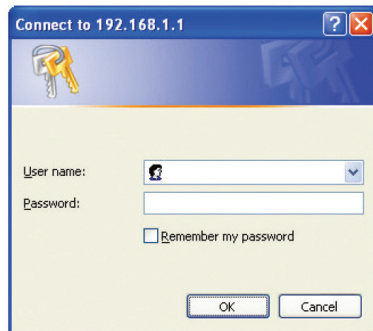 Connect to 192.168.1.1
User name:
Password:
Remember my password
OK Cancel